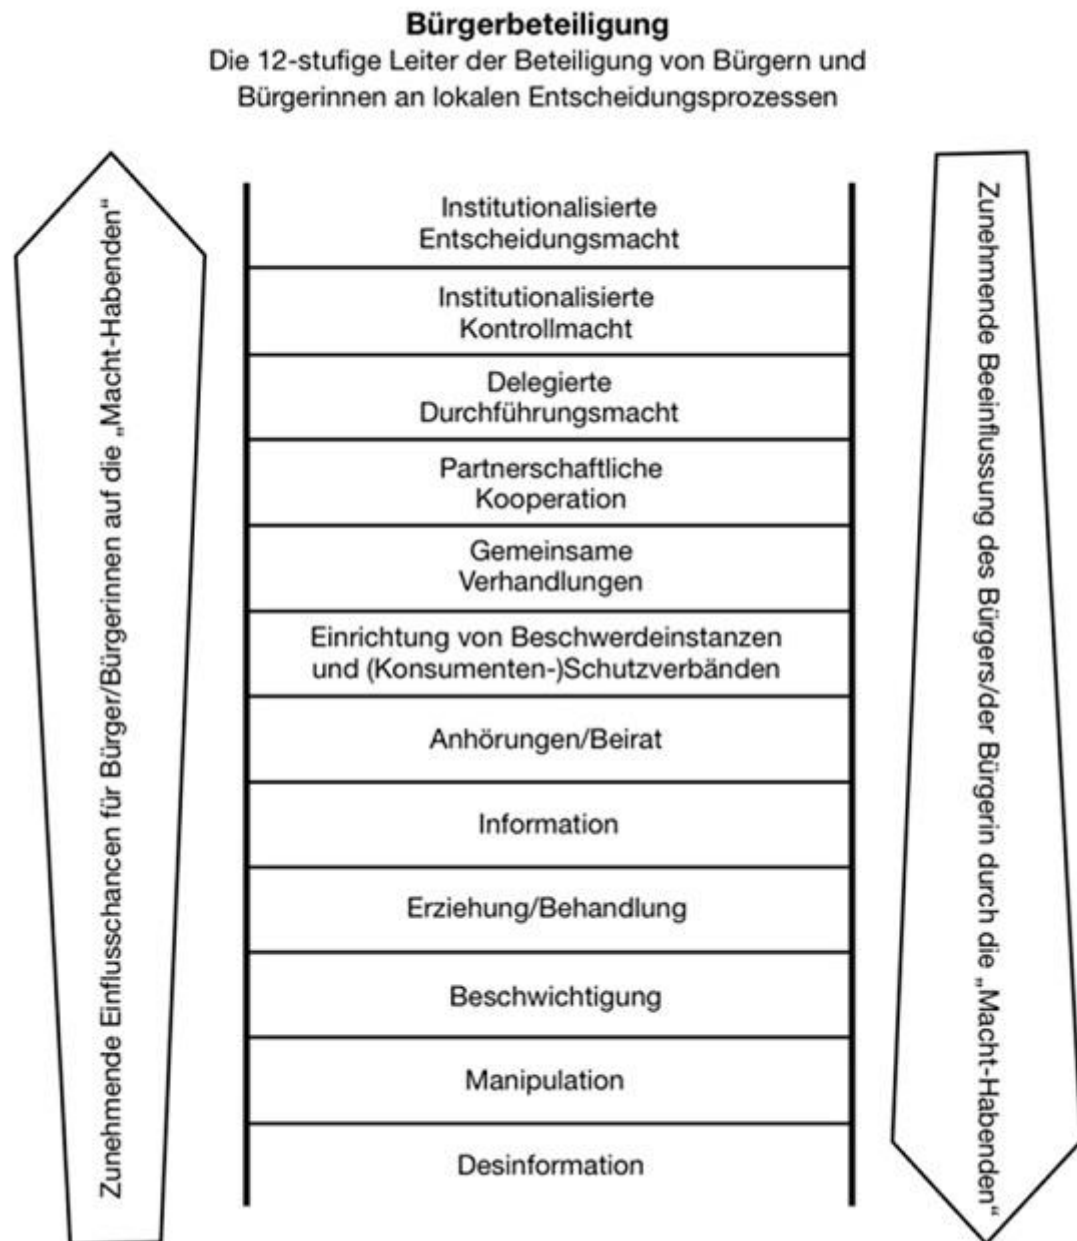 Bürgerbeteiligung
Die 12-stufige Leiter der Beteiligung von Bürgern und
Bürgerinnen an lokalen Entscheidungsprozessen
Zunehmende Einflusschancen für Bürger/Bürgerinnen auf die „Macht-Habenden“
Institutionalisierte
Entscheidungsmacht
Institutionalisierte
Kontrollmacht
Delegierte
Durchführungsmacht
Partnerschaftliche
Kooperation
Gemeinsame
Verhandlungen
Einrichtung von Beschwerdeinstanzen
und (Konsumenten-)Schutzverbänden
Anhörungen/Beirat
Information
Erziehung/Behandlung
Beschwichtigung
Manipulation
Desinformation
Zunehmende Beeinflussung des Bürgers/der Bürgerin durch die „Macht-Habenden“